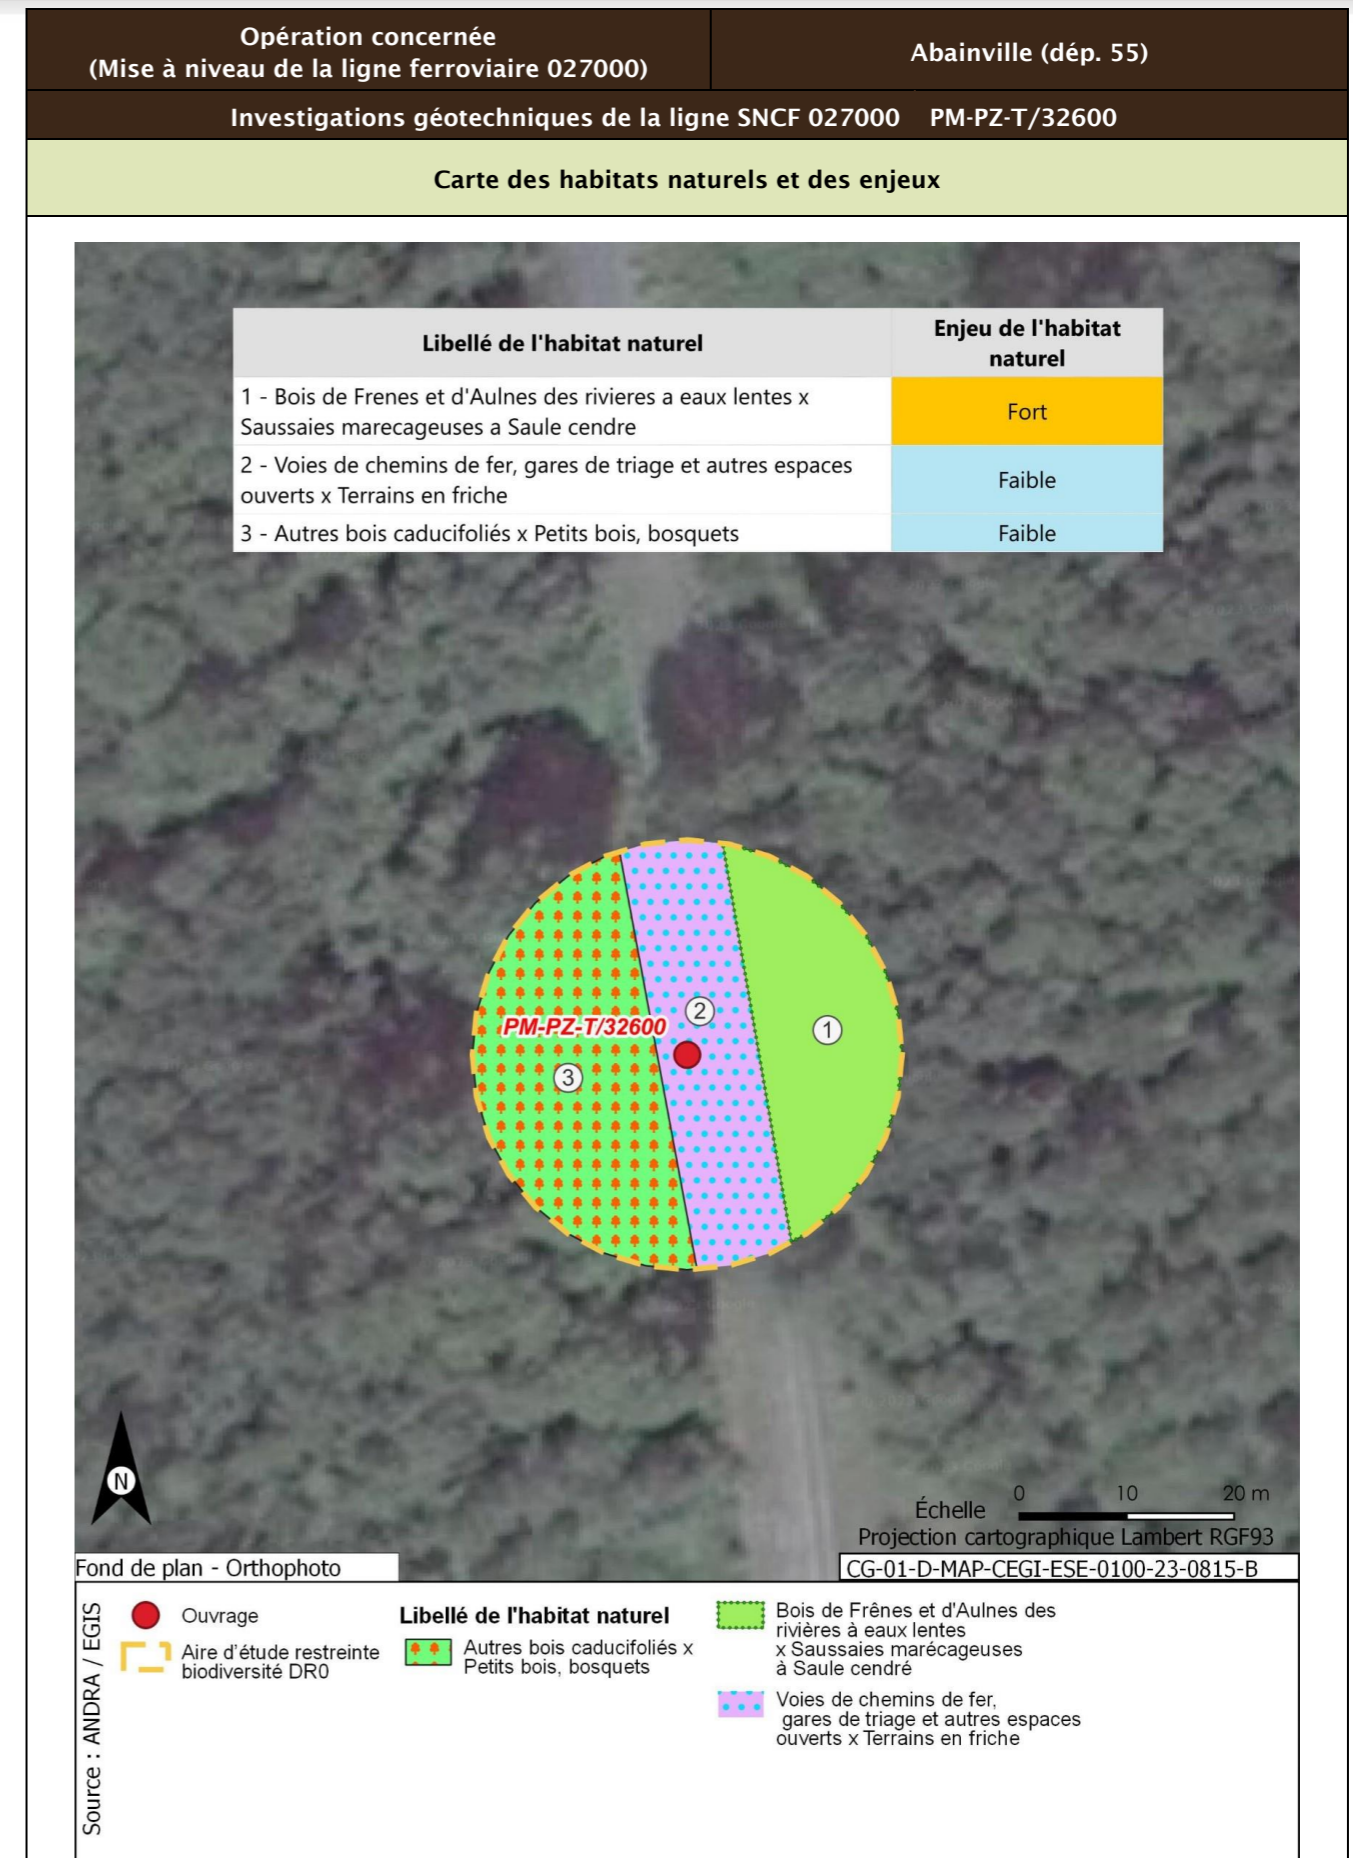 Opération concernée
(Mise à niveau de la ligne ferroviaire 027000)
Abainville (dép. 55)
Investigations géotechniques de la ligne SNCF 027000 PM-PZ-T/32600
Carte des habitats naturels et des enjeux
Libellé de l'habitat naturel
Enjeu de l'habitat
naturel
1 - Bois de Frenes et d'Aulnes des rivieres a eaux lentes x
Saussaies marecageuses a Saule cendre
Fort
2 - Voies de chemins de fer, gares de triage et autres espaces
ouverts x Terrains en friche
Faible
3 - Autres bois caducifoliés x Petits bois, bosquets
Faible
2
PM-PZ-T/32600
1
3
N
0 10 20 m
Échelle
Projection cartographique Lambert RGF93
Fond de plan - Orthophoto
CG-01-D-MAP-CEGI-ESE-0100-23-0815-B
Source : ANDRA / EGIS
Ouvrage
Aire d'étude restreinte
biodiversité DR0
Libellé de l'habitat naturel
Autres bois caducifoliés x
Petits bois, bosquets
Bois de Frênes et d'Aulnes des
rivières à eaux lentes
x Saussaies marécageuses
à Saule cendré
Voies de chemins de fer,
gares de triage et autres espaces
ouverts x Terrains en friche